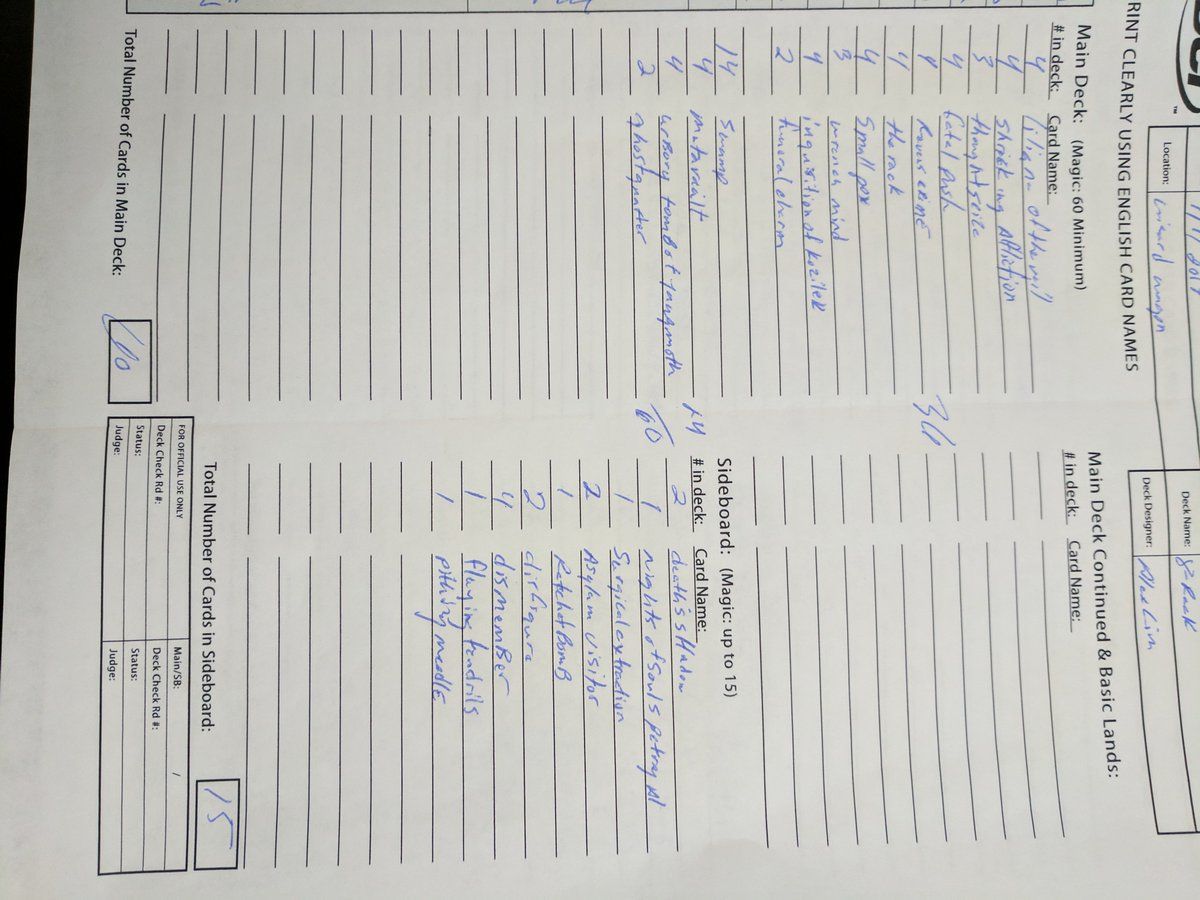 PRINT CLEARLY USING ENGLISH CARD NAMES
Location: wizard wagon
Deck Name: 8 Rack
Deck Designer:
Main Deck: (Magic: 60 Minimum)
# in deck: Card Name:
4 Liliana of the veil
4 shrieking Affliction
3 thoughtseize
4 fatal push
4 Raven crime
4 the rack
4 Small pox
3 wrench mind
4 inquisition of kozilek
2 funeral charm
36
14 Swamp
4 mutavault
4 urborg tomb of yawgmoth
2 ghost quarter
24
60
Total Number of Cards in Main Deck: 60
Main Deck Continued & Basic Lands:
# in deck: Card Name:
Sideboard: (Magic: up to 15)
# in deck: Card Name:
2 death's shadow
1 nights of souls betrayal
1 Surgical extraction
2 Asylum visitor
1 Ratchet BomB
2 disfigure
4 dismemBer
1 flaying tendrils
1 pithing needle
Total Number of Cards in Sideboard: 15
FOR OFFICIAL USE ONLY
Deck Check Rd #:
Status:
Judge:
Main/SB: /
Deck Check Rd #:
Status:
Judge: